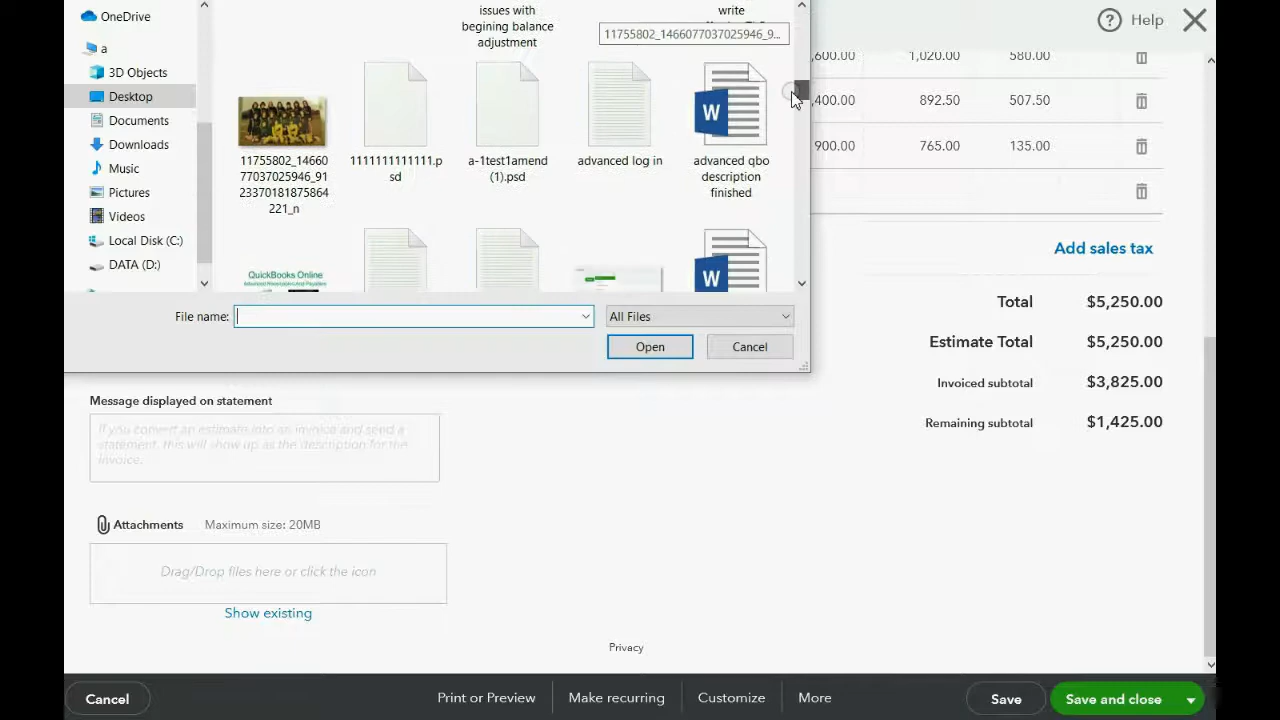 OneDrive
a
3D Objects
Desktop
Documents
Downloads
Music
Pictures
Videos
Local Disk (C:)
DATA (D:)
issues with
begining balance
adjustment
write
11755802_1466077037025946_9...
11755802_14660
77037025946_91
23370181875864
221_n
1111111111111.p
sd
a-1test1amend
(1).psd
advanced log in
advanced qbo
description
finished
QuickBooks Online
W
W
File name:
All Files
Open
Cancel
Help
,600.00 1,020.00 580.00
,400.00 892.50 507.50
900.00 765.00 135.00
Add sales tax
Total $5,250.00
Estimate Total $5,250.00
Invoiced subtotal $3,825.00
Remaining subtotal $1,425.00
Message displayed on statement
If you convert an estimate into an invoice and send a
statement, this will show up as the description for the
invoice.
Attachments Maximum size: 20MB
Drag/Drop files here or click the icon
Show existing
Privacy
Cancel
Print or Preview
Make recurring
Customize
More
Save
Save and close